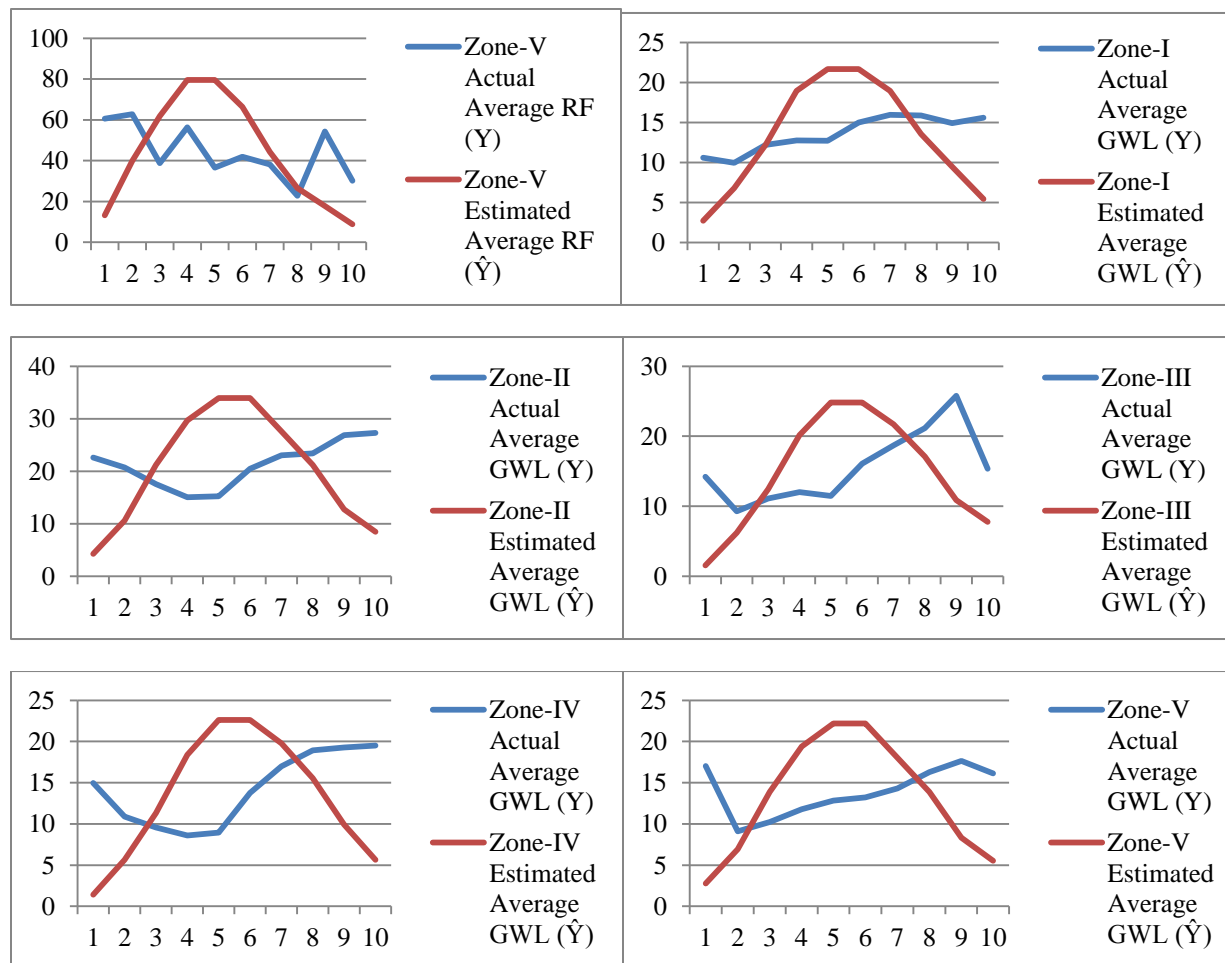 100
80
60
40
20
0
1 2 3 4 5 6 7 8 9 10
Zone-V
Actual
Average RF
(Y)
Zone-V
Estimated
Average RF
(Ŷ)
25
20
15
10
5
0
1 2 3 4 5 6 7 8 9 10
Zone-I
Actual
Average
GWL (Y)
Zone-I
Estimated
Average
GWL (Ŷ)
40
30
20
10
0
1 2 3 4 5 6 7 8 9 10
Zone-II
Actual
Average
GWL (Y)
Zone-II
Estimated
Average
GWL (Ŷ)
30
20
10
0
1 2 3 4 5 6 7 8 9 10
Zone-III
Actual
Average
GWL (Y)
Zone-III
Estimated
Average
GWL (Ŷ)
25
20
15
10
5
0
1 2 3 4 5 6 7 8 9 10
Zone-IV
Actual
Average
GWL (Y)
Zone-IV
Estimated
Average
GWL (Ŷ)
25
20
15
10
5
0
1 2 3 4 5 6 7 8 9 10
Zone-V
Actual
Average
GWL (Y)
Zone-V
Estimated
Average
GWL (Ŷ)